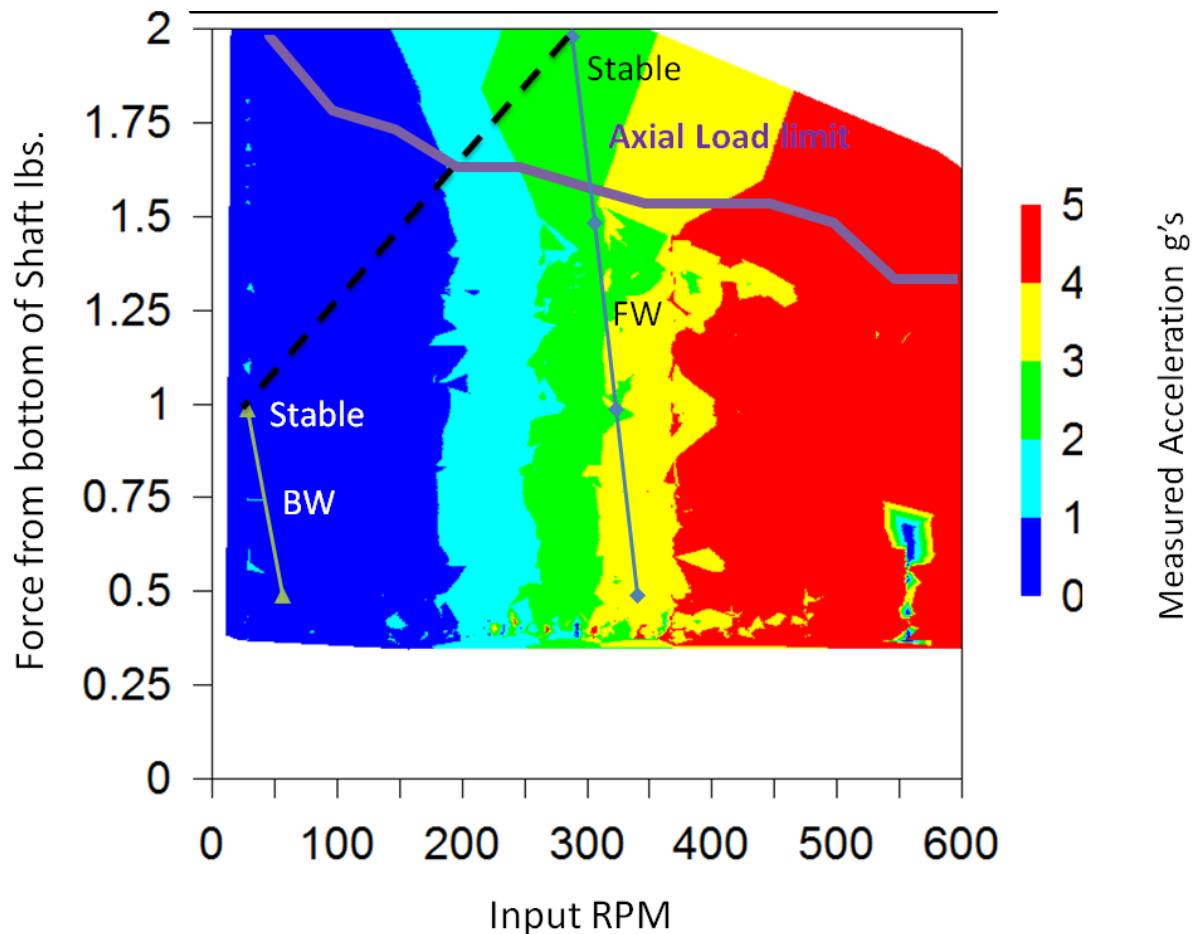 2
1.75
1.5
1.25
1
0.75
0.5
0.25
0
Force from bottom of Shaft lbs.
Stable
Axial Load limit
FW
Stable
BW
0 100 200 300 400 500 600
Input RPM
5
4
3
2
1
0
Measured Acceleration g's